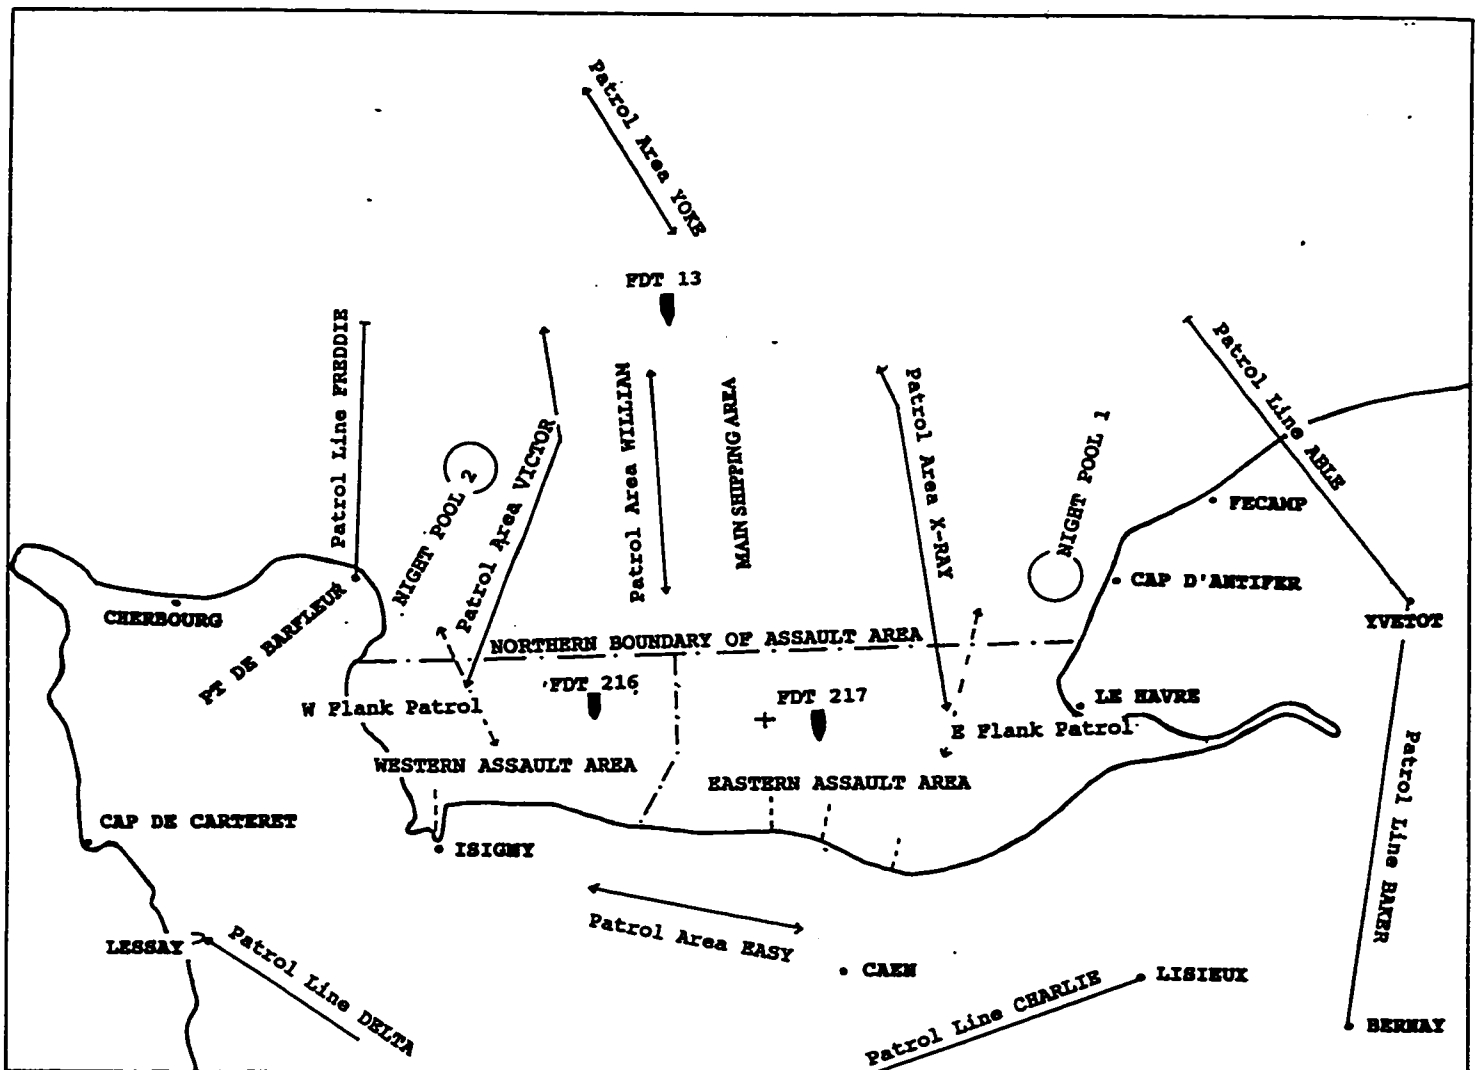 Patrol Area YOKE
FDT 13
Patrol Line FREDDIE
Patrol Area VICTOR
Patrol Area WILLIAN
MAIN SHIPPING AREA
Patrol Area X-RAY
Patrol Line ABLE
NIGHT POOL 2
NIGHT POOL 1
FECAMP
CAP D'ANTIFER
CHERBOURG
PT DE BARFLEUR
YVETOT
NORTHERN BOUNDARY OF ASSAULT AREA
FDT 216
FDT 217
LE HAVRE
W Flank Patrol
E Flank Patrol
WESTERN ASSAULT AREA
EASTERN ASSAULT AREA
Patrol Line BAKER
CAP DE CARTERET
ISIGNY
Patrol Area EASY
LESSAY
Patrol Line DELTA
CAEN
Patrol Line CHARLIE
LISIEUX
BERNAY